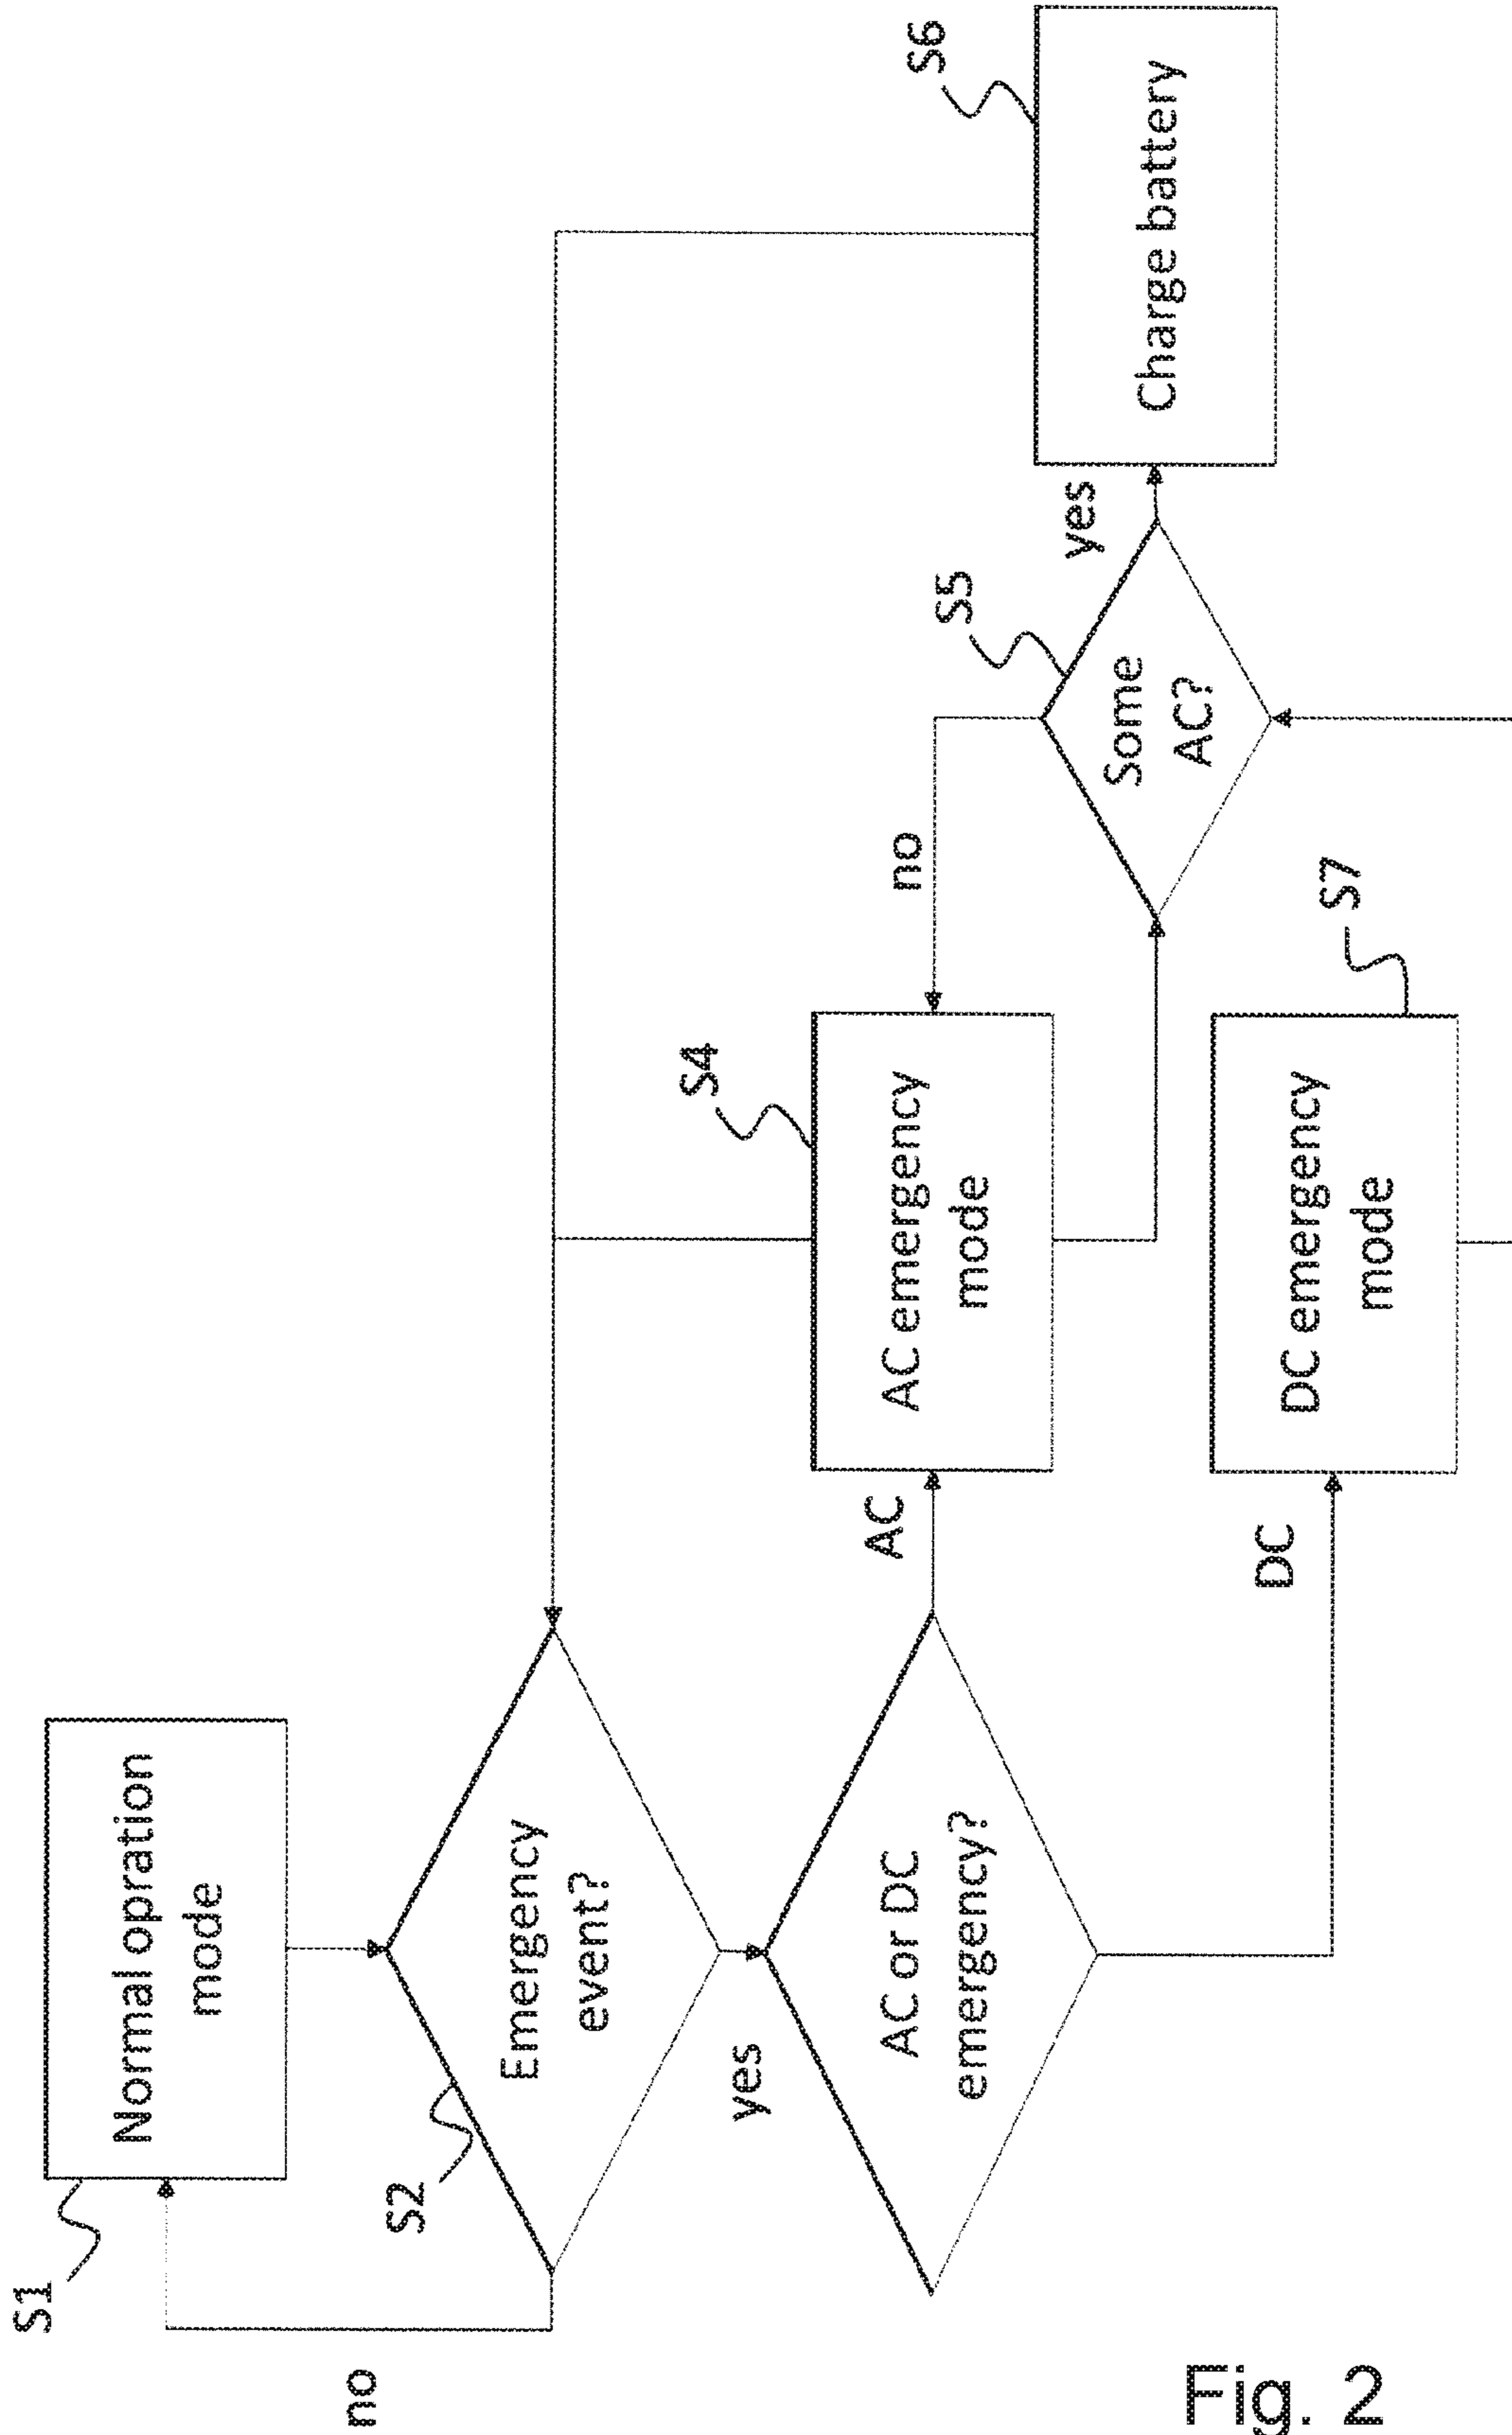 S1
Normal opration
mode
no
S2
Emergency
event?
yes
AC or DC
emergency?
AC
S4
AC emergency
mode
no
S5
Some
AC?
yes
S6
Charge battery
DC
DC emergency
mode
S7
Fig. 2